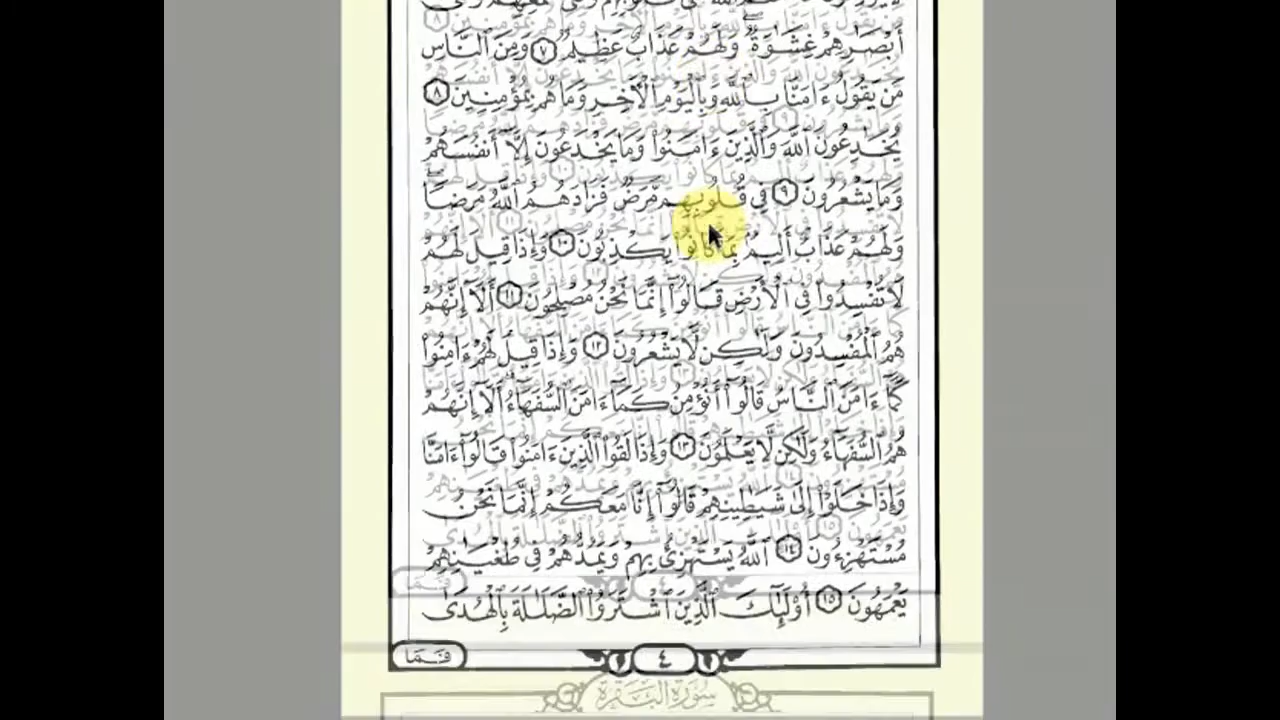 أَبْصَٰرِهِمْ غِشَٰوَةٌ ۖ وَلَهُمْ عَذَابٌ عَظِيمٌ ٧ وَمِنَ ٱلنَّاسِ
مَن يَقُولُ ءَامَنَّا بِٱللَّهِ وَبِٱلْيَوْمِ ٱلْأَخِرِ وَمَا هُم بِمُؤْمِنِينَ ٨
يُخَٰدِعُونَ ٱللَّهَ وَٱلَّذِينَ ءَامَنُوا۟ وَمَا يَخْدَعُونَ إِلَّآ أَنفُسَهُمْ
وَمَا يَشْعُرُونَ ٩ فِي قُلُوبِهِم مَّرَضٌ فَزَادَهُمُ ٱللَّهُ مَرَضًا ۖ
وَلَهُمْ عَذَابٌ أَلِيمٌۢ بِمَا كَانُوا۟ يَكْذِبُونَ ١٠ وَإِذَا قِيلَ لَهُمْ
لَا تُفْسِدُوا۟ فِي ٱلْأَرْضِ قَالُوٓا۟ إِنَّمَا نَحْنُ مُصْلِحُونَ ١١ أَلَآ إِنَّهُمْ
هُمُ ٱلْمُفْسِدُونَ وَلَٰكِن لَّا يَشْعُرُونَ ١٢ وَإِذَا قِيلَ لَهُمْ ءَامِنُوا۟
كَمَآ ءَامَنَ ٱلنَّاسُ قَالُوٓا۟ أَنُؤْمِنُ كَمَآ ءَامَنَ ٱلسُّفَهَآءُ ۗ أَلَآ إِنَّهُمْ
هُمُ ٱلسُّفَهَآءُ وَلَٰكِن لَّا يَعْلَمُونَ ١٣ وَإِذَا لَقُوا۟ ٱلَّذِينَ ءَامَنُوا۟ قَالُوٓا۟ ءَامَنَّا
وَإِذَا خَلَوْا۟ إِلَىٰ شَيَٰطِينِهِمْ قَالُوٓا۟ إِنَّا مَعَكُمْ إِنَّمَا نَحْنُ
مُسْتَهْزِءُونَ ١٤ ٱللَّهُ يَسْتَهْزِئُ بِهِمْ وَيَمُدُّهُمْ فِي طُغْيَٰنِهِمْ
يَعْمَهُونَ ١٥ أُو۟لَٰٓئِكَ ٱلَّذِينَ ٱشْتَرَوُا۟ ٱلضَّلَٰلَةَ بِٱلْهُدَىٰ
٤
فَمَا
سُورَةُ الْبَقَرَةِ